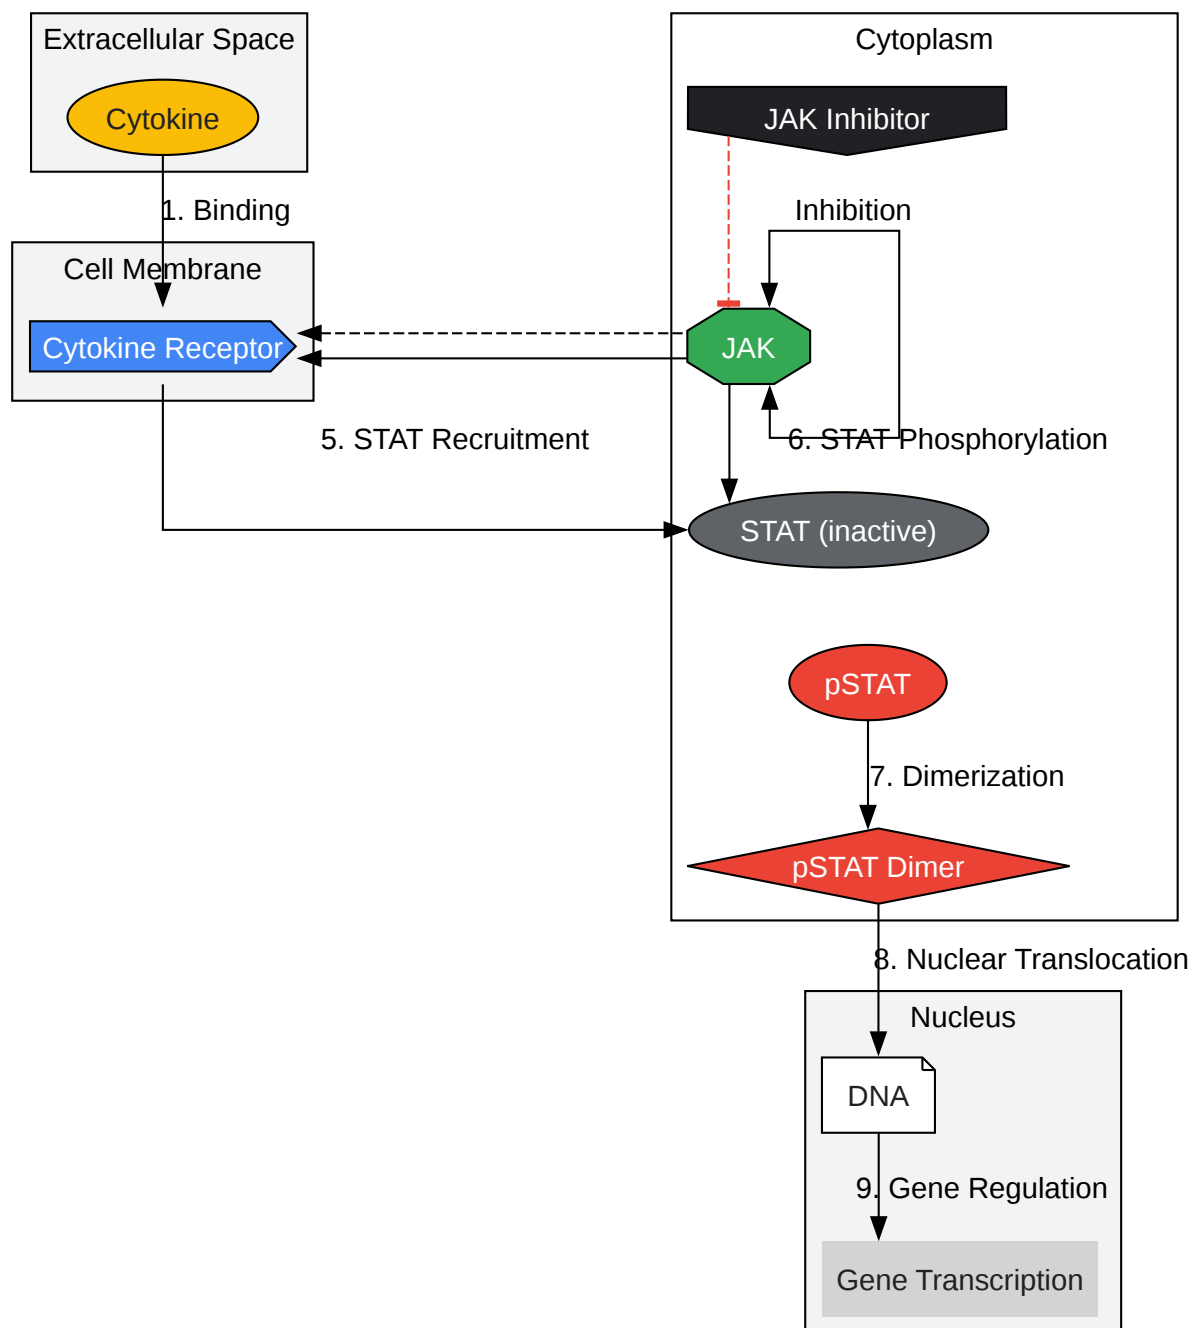 Extracellular Space
Cytokine
1. Binding
Cell Membrane
Cytokine Receptor
5. STAT Recruitment
Cytoplasm
JAK Inhibitor
Inhibition
JAK
6. STAT Phosphorylation
STAT (inactive)
pSTAT
7. Dimerization
pSTAT Dimer
8. Nuclear Translocation
Nucleus
DNA
9. Gene Regulation
Gene Transcription